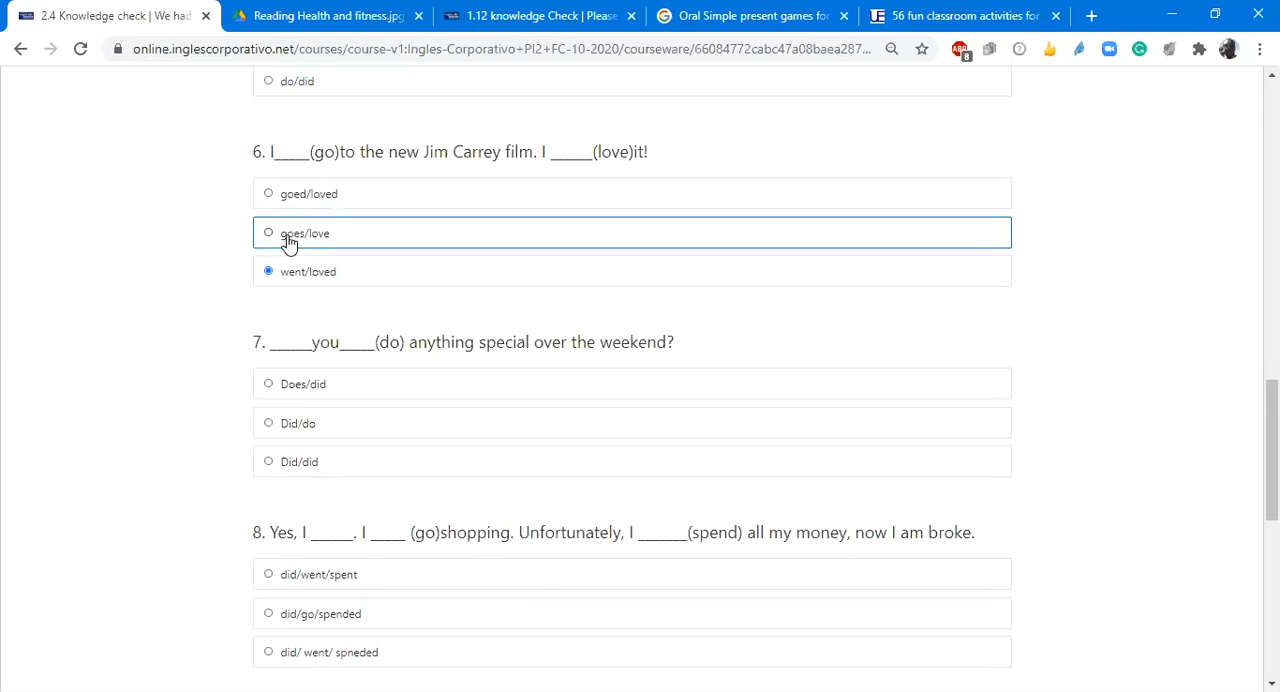 2.4 Knowledge check | We had
Reading Health and fitness.jpg
1.12 knowledge Check | Please
Oral Simple present games for
56 fun classroom activities for
online.inglescorporativo.net/courses/course-v1:Ingles-Corporativo+PI2+FC-10-2020/courseware/66084772cabc47a08baea287...
ABP
8
do/did
6. I____(go)to the new Jim Carrey film. I _____(love)it!
goed/loved
goes/love
went/loved
7. _____you____(do) anything special over the weekend?
Does/did
Did/do
Did/did
8. Yes, I _____. I ____ (go)shopping. Unfortunately, I ______(spend) all my money, now I am broke.
did/went/spent
did/go/spended
did/ went/ spneded